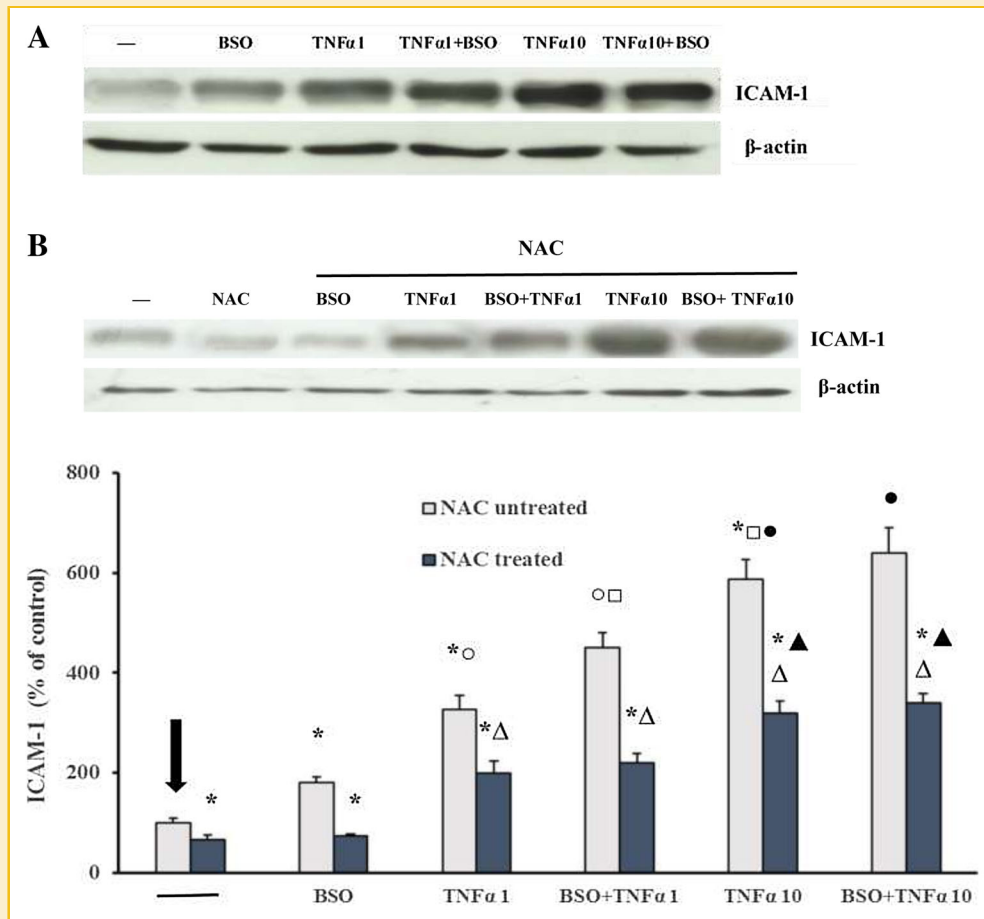 A
— BSO TNFα1 TNFα1+BSO TNFα10 TNFα10+BSO
ICAM-1
β-actin
B
NAC
— NAC BSO TNFα1 BSO+TNFα1 TNFα10 BSO+ TNFα10
ICAM-1
β-actin
ICAM-1 (% of control)
800
600
400
200
0
NAC untreated
NAC treated
* * * *○ *Δ ○□ *Δ *□● *▲ Δ ● *▲ Δ
— BSO TNFα 1 BSO+TNFα 1 TNFα 10 BSO+TNFα 10